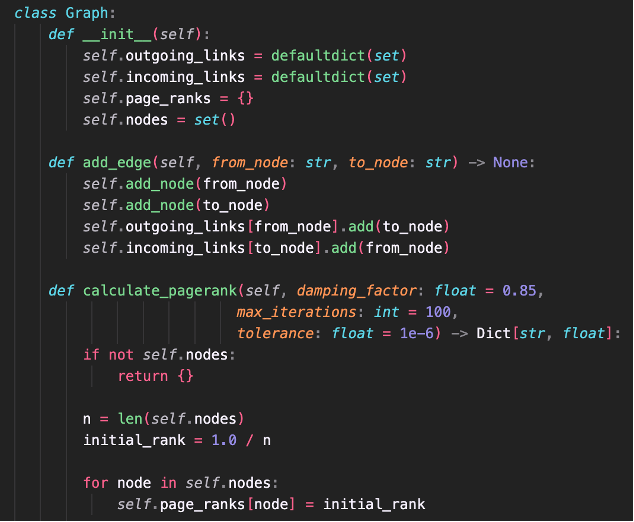 class Graph:
    def __init__(self):
        self.outgoing_links = defaultdict(set)
        self.incoming_links = defaultdict(set)
        self.page_ranks = {}
        self.nodes = set()

    def add_edge(self, from_node: str, to_node: str) -> None:
        self.add_node(from_node)
        self.add_node(to_node)
        self.outgoing_links[from_node].add(to_node)
        self.incoming_links[to_node].add(from_node)

    def calculate_pagerank(self, damping_factor: float = 0.85,
                          max_iterations: int = 100,
                          tolerance: float = 1e-6) -> Dict[str, float]:
        if not self.nodes:
            return {}

        n = len(self.nodes)
        initial_rank = 1.0 / n

        for node in self.nodes:
            self.page_ranks[node] = initial_rank